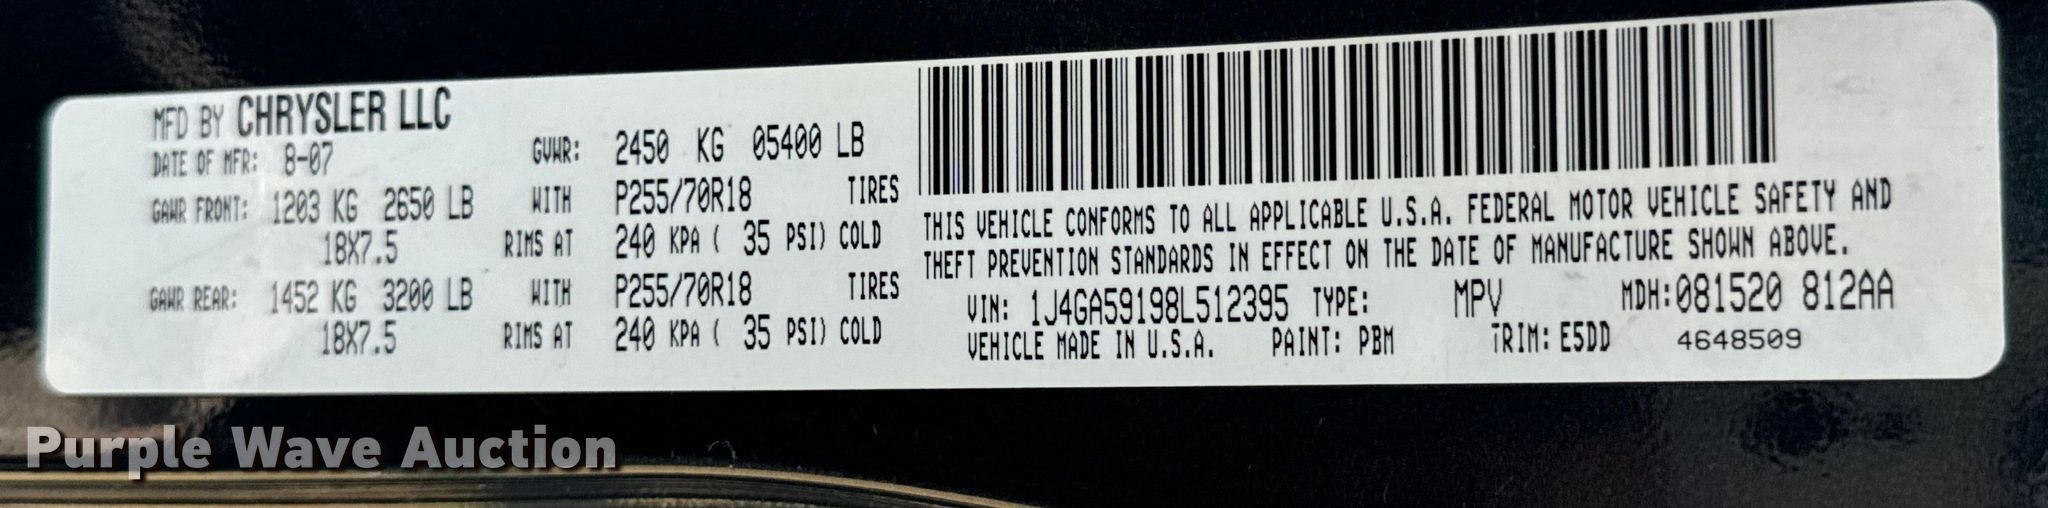 MFD BY CHRYSLER LLC
DATE OF MFR: 8-07 GVWR: 2450 KG 05400 LB
GAWR FRONT: 1203 KG 2650 LB WITH P255/70R18 TIRES
18X7.5 RIMS AT 240 KPA ( 35 PSI) COLD
GAWR REAR: 1452 KG 3200 LB WITH P255/70R18 TIRES
18X7.5 RIMS AT 240 KPA ( 35 PSI) COLD
THIS VEHICLE CONFORMS TO ALL APPLICABLE U.S.A. FEDERAL MOTOR VEHICLE SAFETY AND
THEFT PREVENTION STANDARDS IN EFFECT ON THE DATE OF MANUFACTURE SHOWN ABOVE.
VIN: 1J4GA59198L512395 TYPE: MPV MDH:081520 812AA
VEHICLE MADE IN U.S.A. PAINT: PBM TRIM: E5DD 4648509
Purple Wave Auction